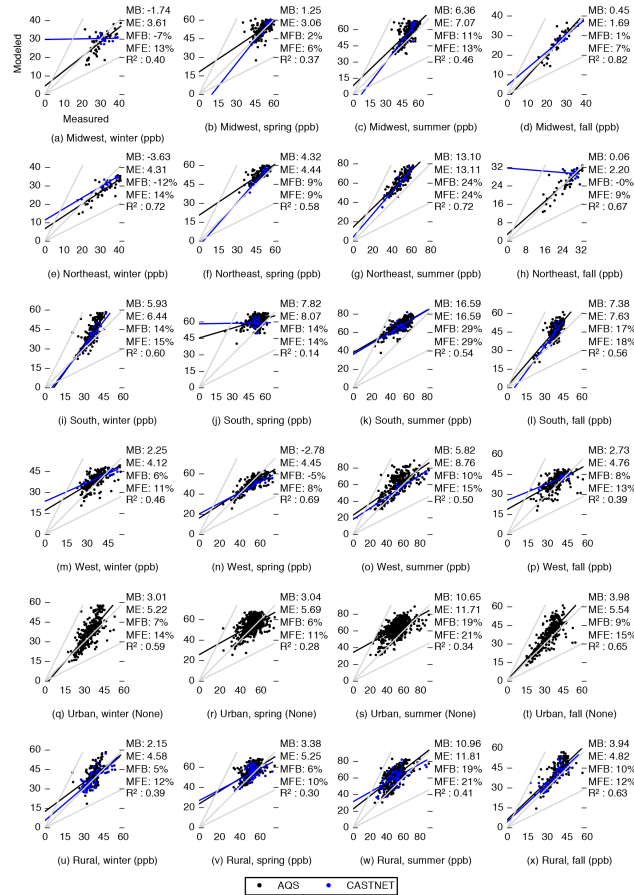 MB: -1.74
ME: 3.61
MFB: -7%
MFE: 13%
R² : 0.40
Modeled
Measured
(a) Midwest, winter (ppb)
MB: 1.25
ME: 3.06
MFB: 2%
MFE: 6%
R² : 0.37
(b) Midwest, spring (ppb)
MB: 6.36
ME: 7.07
MFB: 11%
MFE: 13%
R² : 0.46
(c) Midwest, summer (ppb)
MB: 0.45
ME: 1.69
MFB: 1%
MFE: 7%
R² : 0.82
(d) Midwest, fall (ppb)
MB: -3.63
ME: 4.31
MFB: -12%
MFE: 14%
R² : 0.72
(e) Northeast, winter (ppb)
MB: 4.32
ME: 4.44
MFB: 9%
MFE: 9%
R² : 0.58
(f) Northeast, spring (ppb)
MB: 13.10
ME: 13.11
MFB: 24%
MFE: 24%
R² : 0.72
(g) Northeast, summer (ppb)
MB: 0.06
ME: 2.20
MFB: -0%
MFE: 9%
R² : 0.67
(h) Northeast, fall (ppb)
MB: 5.93
ME: 6.44
MFB: 14%
MFE: 15%
R² : 0.60
(i) South, winter (ppb)
MB: 7.82
ME: 8.07
MFB: 14%
MFE: 14%
R² : 0.14
(j) South, spring (ppb)
MB: 16.59
ME: 16.59
MFB: 29%
MFE: 29%
R² : 0.54
(k) South, summer (ppb)
MB: 7.38
ME: 7.63
MFB: 17%
MFE: 18%
R² : 0.56
(l) South, fall (ppb)
MB: 2.25
ME: 4.12
MFB: 6%
MFE: 11%
R² : 0.46
(m) West, winter (ppb)
MB: -2.78
ME: 4.45
MFB: -5%
MFE: 8%
R² : 0.69
(n) West, spring (ppb)
MB: 5.82
ME: 8.76
MFB: 10%
MFE: 15%
R² : 0.50
(o) West, summer (ppb)
MB: 2.73
ME: 4.76
MFB: 8%
MFE: 13%
R² : 0.39
(p) West, fall (ppb)
MB: 3.01
ME: 5.22
MFB: 7%
MFE: 14%
R² : 0.59
(q) Urban, winter (None)
MB: 3.04
ME: 5.69
MFB: 6%
MFE: 11%
R² : 0.28
(r) Urban, spring (None)
MB: 10.65
ME: 11.71
MFB: 19%
MFE: 21%
R² : 0.34
(s) Urban, summer (None)
MB: 3.98
ME: 5.54
MFB: 9%
MFE: 15%
R² : 0.65
(t) Urban, fall (None)
MB: 2.15
ME: 4.58
MFB: 5%
MFE: 12%
R² : 0.39
(u) Rural, winter (ppb)
MB: 3.38
ME: 5.25
MFB: 6%
MFE: 10%
R² : 0.30
(v) Rural, spring (ppb)
MB: 10.96
ME: 11.81
MFB: 19%
MFE: 21%
R² : 0.41
(w) Rural, summer (ppb)
MB: 3.94
ME: 4.82
MFB: 10%
MFE: 12%
R² : 0.63
(x) Rural, fall (ppb)
AQS
CASTNET